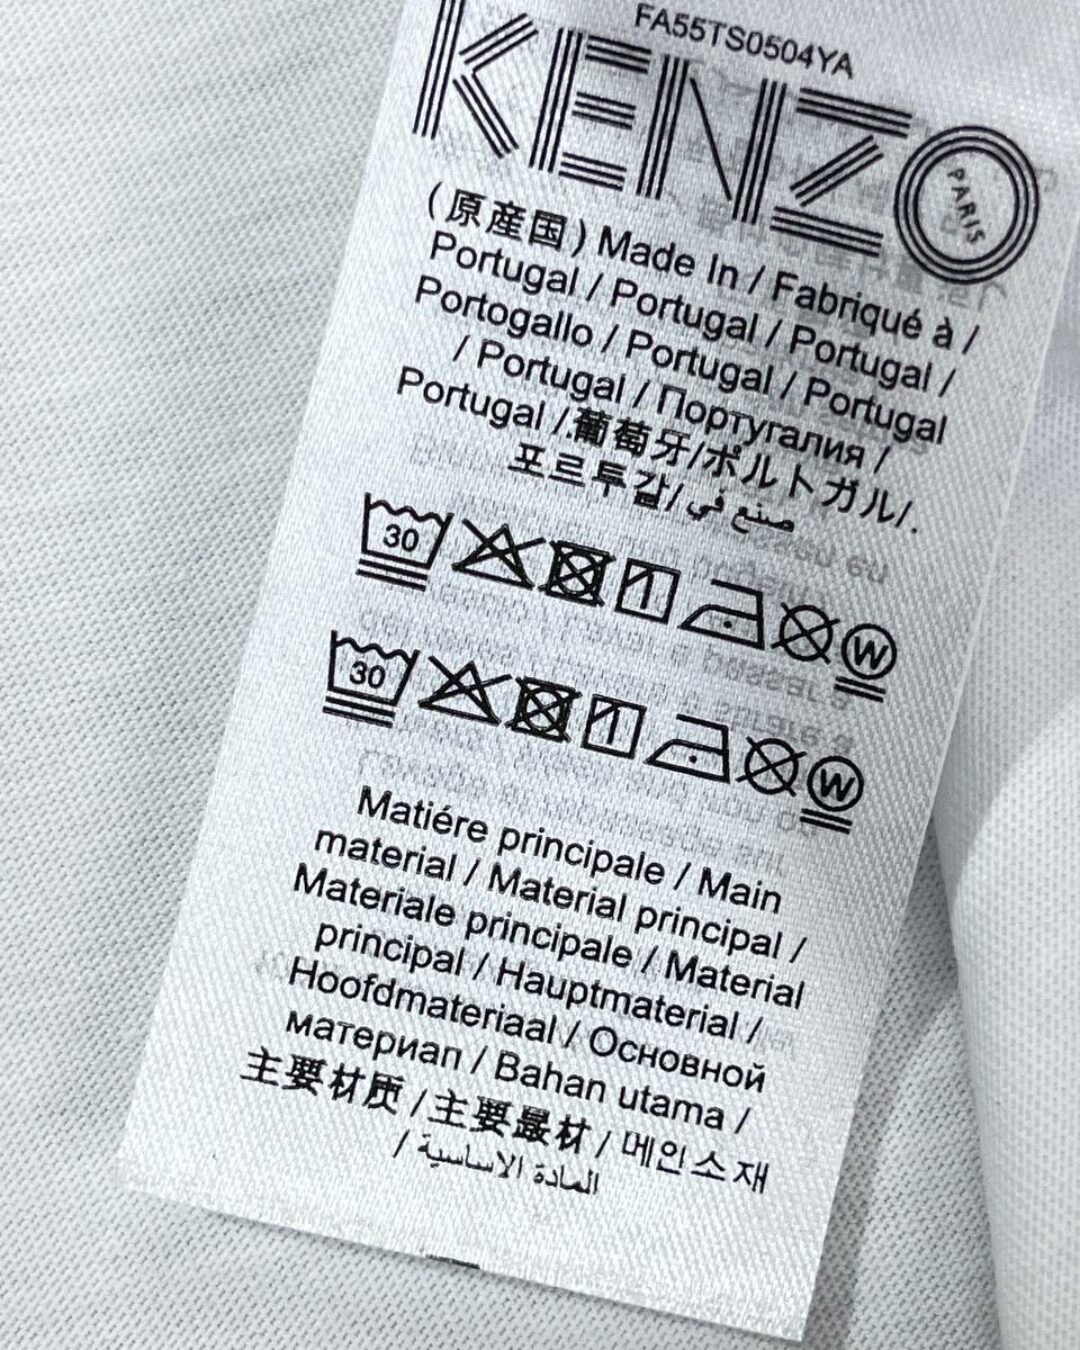 FA55TS0504YA
KENZO
PARIS
(原産国) Made In / Fabriqué à /
Portugal / Portugal / Portugal /
Portogallo / Portugal / Portugal
/ Portugal / Португалия /
Portugal /.葡萄牙/ポルトガル/.
포르투갈/ صنع في
30
W
30
W
Matiére principale / Main
material / Material principal /
Materiale principale / Material
principal / Hauptmaterial /
Hoofdmateriaal / Основной
материал / Bahan utama /
主要材质 / 主要最材 / 메인소재
/ المادة الاساسية